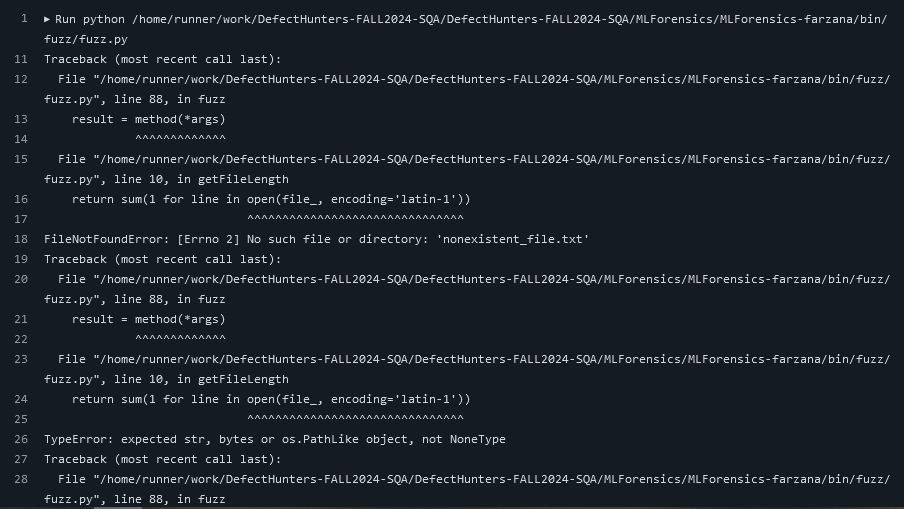 1 ▶ Run python /home/runner/work/DefectHunters-FALL2024-SQA/DefectHunters-FALL2024-SQA/MLForensics/MLForensics-farzana/bin/
fuzz/fuzz.py
11 Traceback (most recent call last):
12   File "/home/runner/work/DefectHunters-FALL2024-SQA/DefectHunters-FALL2024-SQA/MLForensics/MLForensics-farzana/bin/fuzz/
fuzz.py", line 88, in fuzz
13     result = method(*args)
14              ^^^^^^^^^^^^^
15   File "/home/runner/work/DefectHunters-FALL2024-SQA/DefectHunters-FALL2024-SQA/MLForensics/MLForensics-farzana/bin/fuzz/
fuzz.py", line 10, in getFileLength
16     return sum(1 for line in open(file_, encoding='latin-1'))
17                              ^^^^^^^^^^^^^^^^^^^^^^^^^^^^^^^
18 FileNotFoundError: [Errno 2] No such file or directory: 'nonexistent_file.txt'
19 Traceback (most recent call last):
20   File "/home/runner/work/DefectHunters-FALL2024-SQA/DefectHunters-FALL2024-SQA/MLForensics/MLForensics-farzana/bin/fuzz/
fuzz.py", line 88, in fuzz
21     result = method(*args)
22              ^^^^^^^^^^^^^
23   File "/home/runner/work/DefectHunters-FALL2024-SQA/DefectHunters-FALL2024-SQA/MLForensics/MLForensics-farzana/bin/fuzz/
fuzz.py", line 10, in getFileLength
24     return sum(1 for line in open(file_, encoding='latin-1'))
25                              ^^^^^^^^^^^^^^^^^^^^^^^^^^^^^^^
26 TypeError: expected str, bytes or os.PathLike object, not NoneType
27 Traceback (most recent call last):
28   File "/home/runner/work/DefectHunters-FALL2024-SQA/DefectHunters-FALL2024-SQA/MLForensics/MLForensics-farzana/bin/fuzz/
fuzz.py", line 88, in fuzz